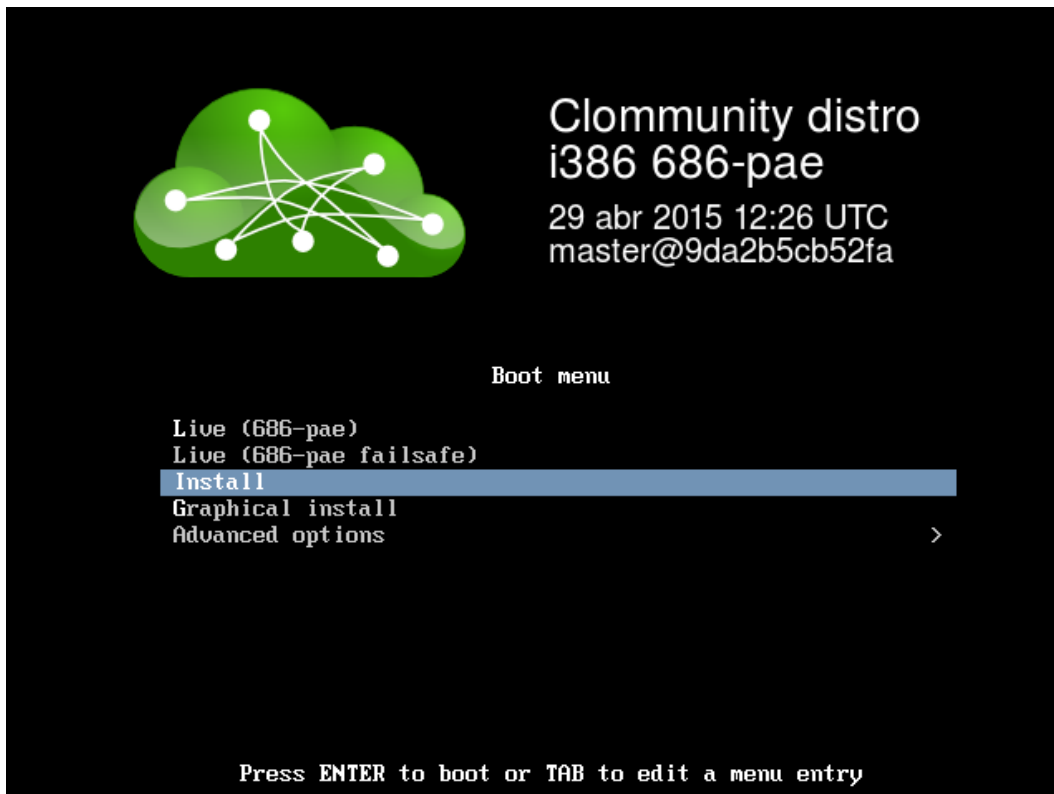 Clommunity distro
i386 686-pae
29 abr 2015 12:26 UTC
master@9da2b5cb52fa
Boot menu
Live (686-pae)
Live (686-pae failsafe)
Install
Graphical install
Advanced options >
Press ENTER to boot or TAB to edit a menu entry